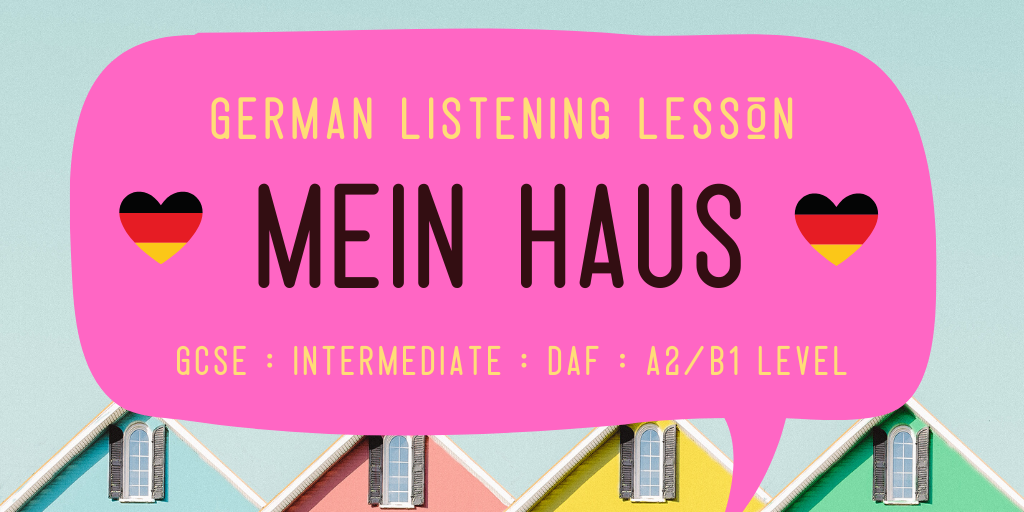 GERMAN LISTENING LESSON
MEIN HAUS
GCSE : INTERMEDIATE : DAF : A2/B1 LEVEL